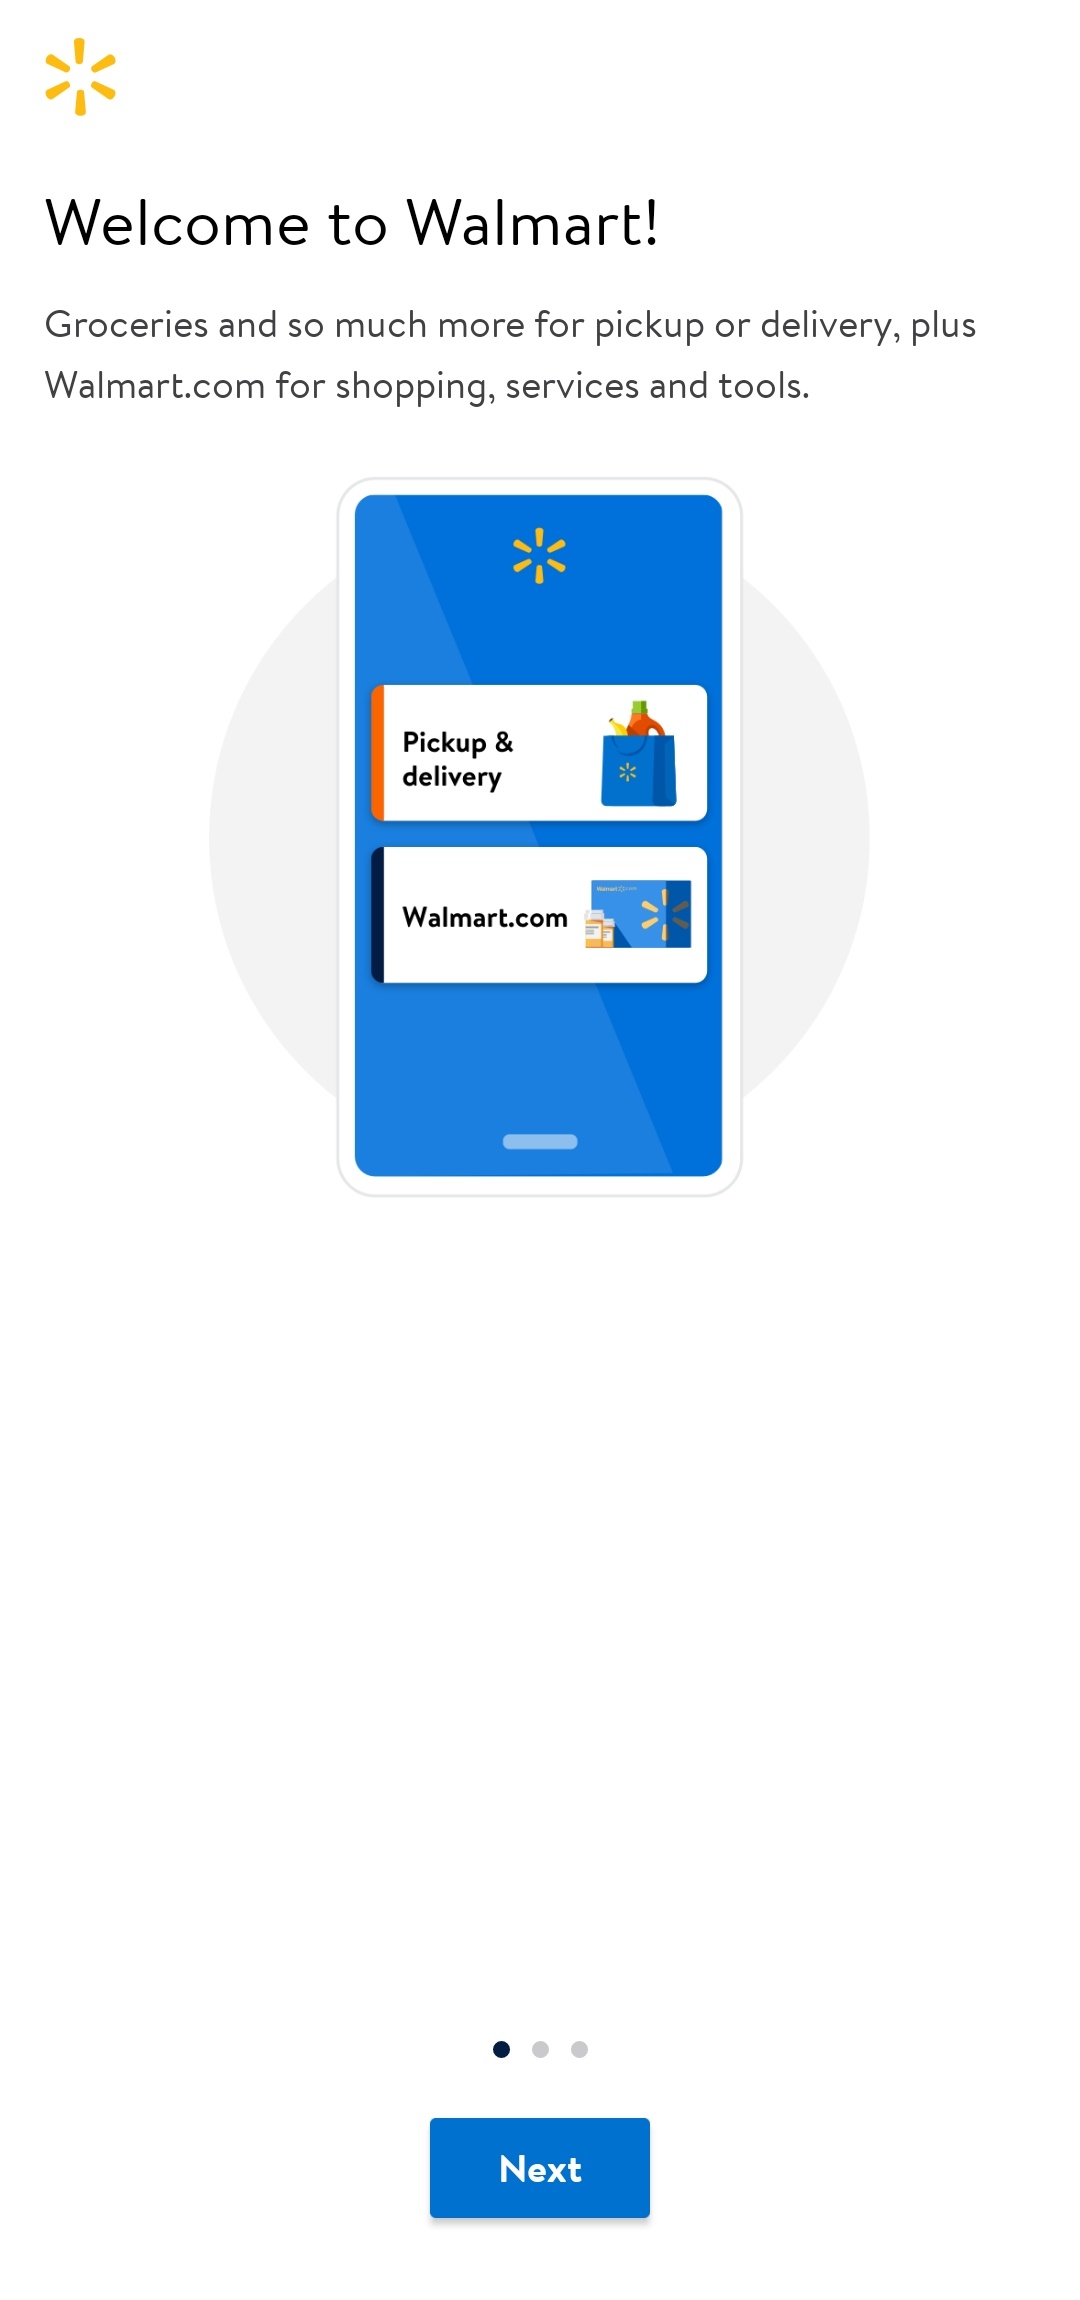 Welcome to Walmart!
Groceries and so much more for pickup or delivery, plus
Walmart.com for shopping, services and tools.
Pickup &
delivery
Walmart.com
Walmart
Next